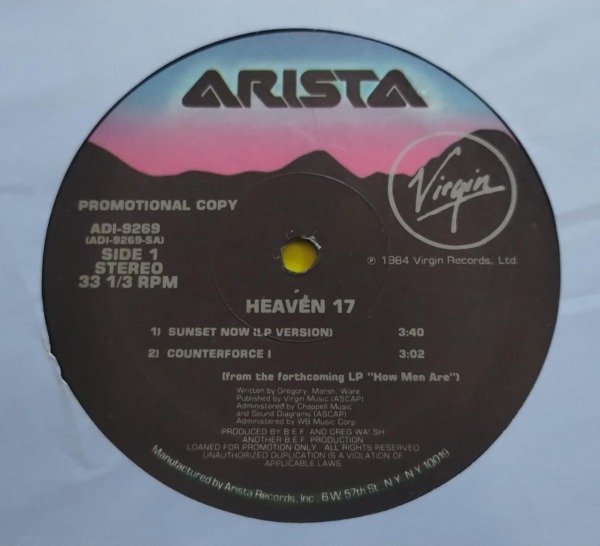 ARISTA
Virgin
PROMOTIONAL COPY
ADI-9269
(ADI-9269-SA)
SIDE 1
STEREO
33 1/3 RPM
℗ 1984 Virgin Records, Ltd.
HEAVEN 17
1) SUNSET NOW (LP VERSION) 3:40
2) COUNTERFORCE I 3:02
(from the forthcoming LP "How Men Are")
Written by Gregory, Marsh, Ware
Published by Virgin Music (ASCAP)
Administered by Chappell Music
and Sound Diagrams (ASCAP)
Administered by WB Music Corp.
PRODUCED BY B.E.F. AND GREG WALSH
ANOTHER B.E.F. PRODUCTION
LOANED FOR PROMOTION ONLY. ALL RIGHTS RESERVED
UNAUTHORIZED DUPLICATION IS A VIOLATION OF
APPLICABLE LAWS
Manufactured by Arista Records, Inc., 6 W 57th St., N.Y. N.Y. 10019